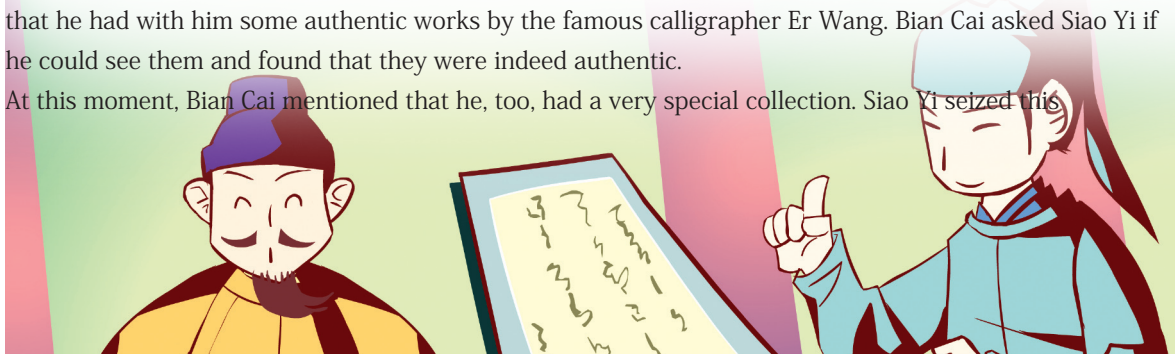 that he had with him some authentic works by the famous calligrapher Er Wang. Bian Cai asked Siao Yi if
he could see them and found that they were indeed authentic.
At this moment, Bian Cai mentioned that he, too, had a very special collection. Siao Yi seized this